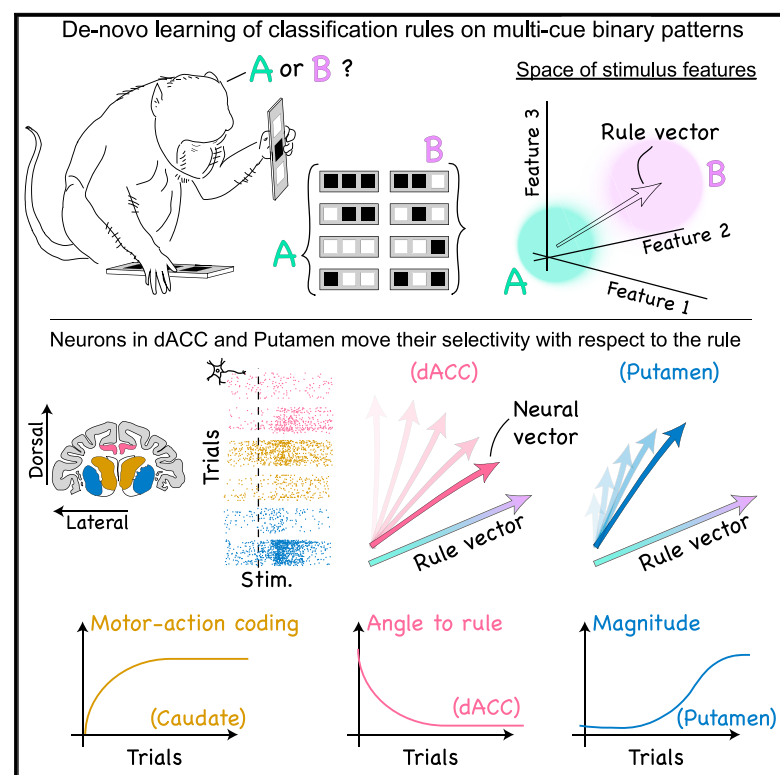 De-novo learning of classification rules on multi-cue binary patterns
A or B ?
Space of stimulus features
B
A
Feature 3
Rule vector
B
Feature 2
A
Feature 1
Neurons in dACC and Putamen move their selectivity with respect to the rule
(dACC)
(Putamen)
Dorsal
Lateral
Trials
Stim.
Neural
vector
Rule vector
Rule vector
Motor-action coding
(Caudate)
Trials
Angle to rule
(dACC)
Trials
Magnitude
(Putamen)
Trials